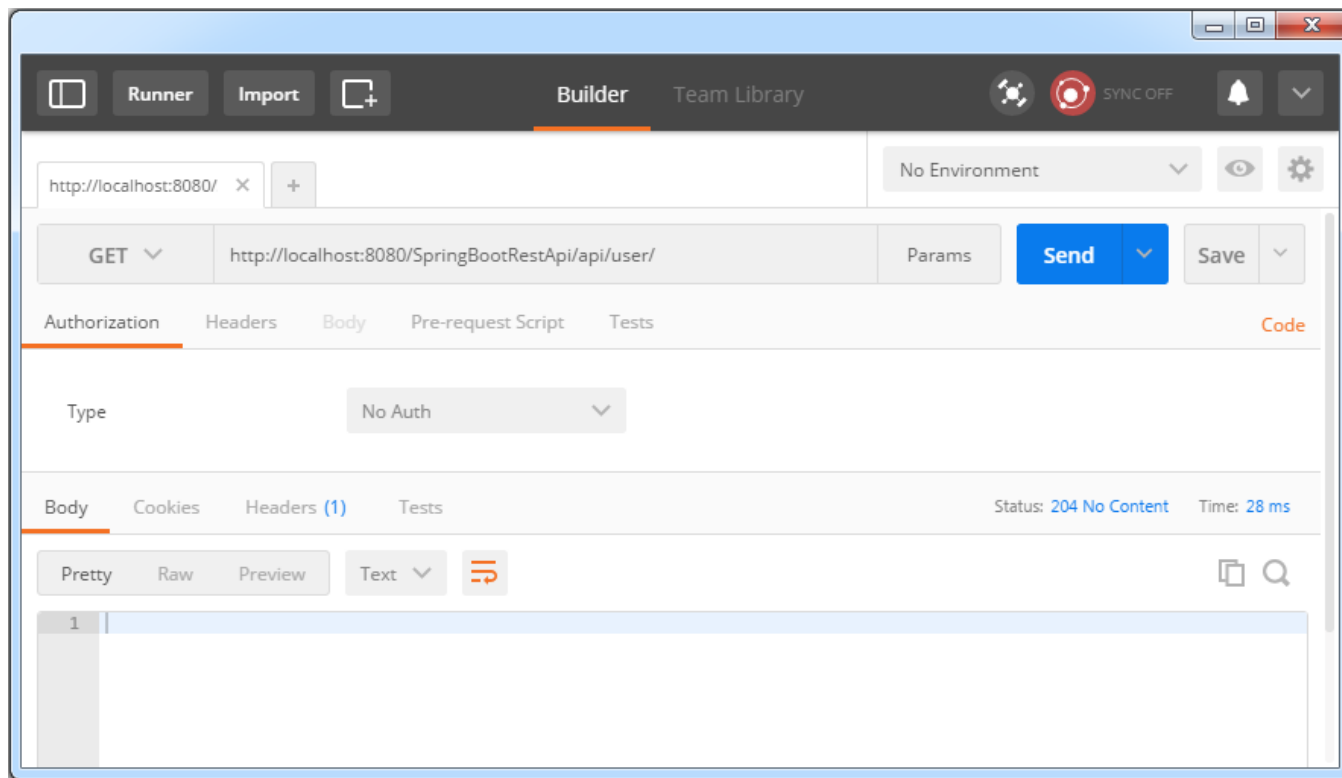 Runner Import Builder Team Library SYNC OFF
http://localhost:8080/ No Environment
GET http://localhost:8080/SpringBootRestApi/api/user/ Params Send Save
Authorization Headers Body Pre-request Script Tests Code
Type No Auth
Body Cookies Headers (1) Tests Status: 204 No Content Time: 28 ms
Pretty Raw Preview Text
1